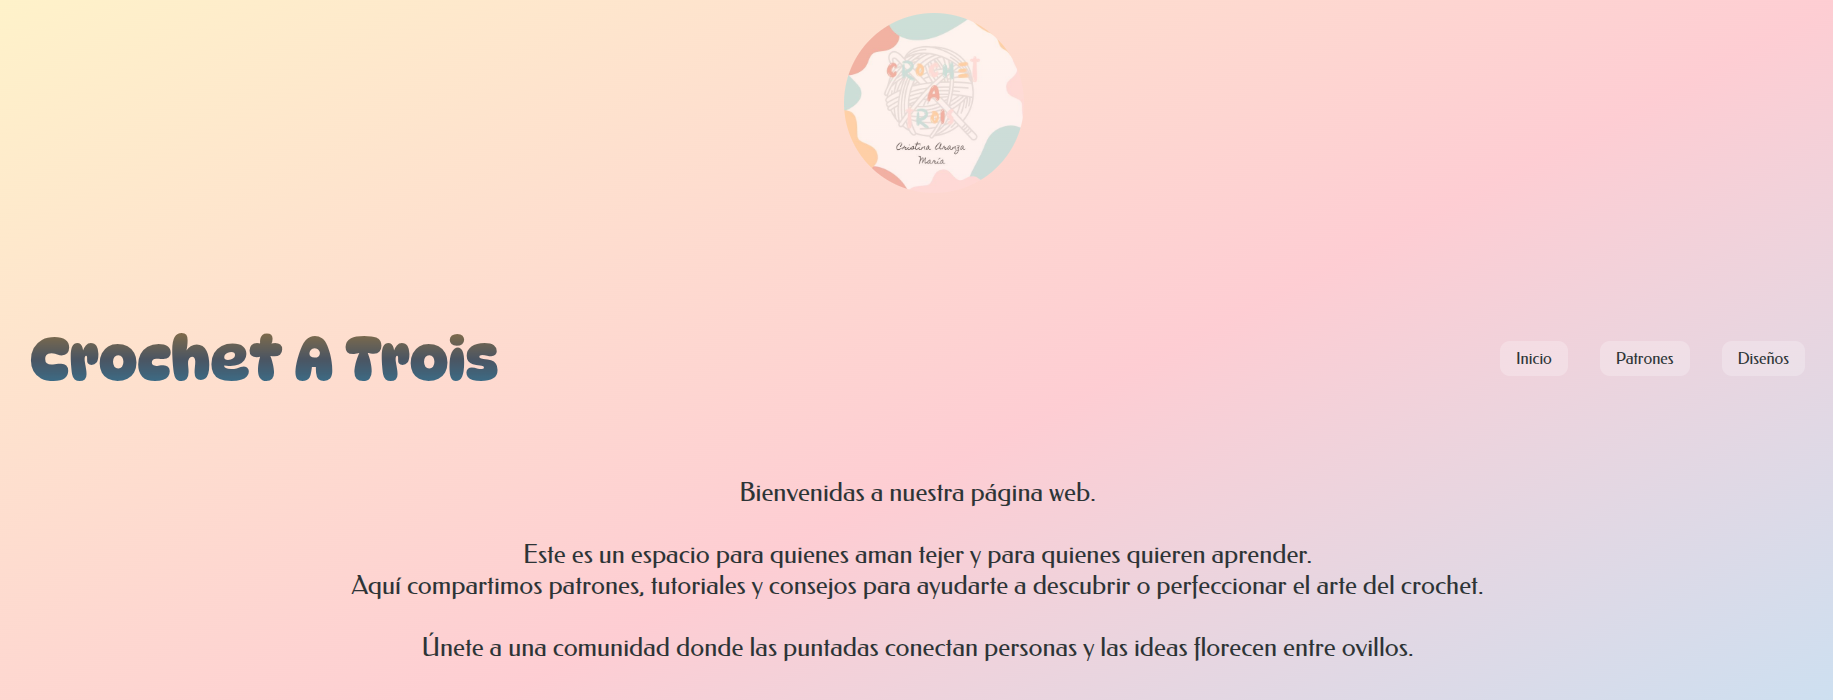 CROCHET
A
TROIS
Cristina Aranza
María
Crochet A Trois
Inicio
Patrones
Diseños
Bienvenidas a nuestra página web.
Este es un espacio para quienes aman tejer y para quienes quieren aprender.
Aquí compartimos patrones, tutoriales y consejos para ayudarte a descubrir o perfeccionar el arte del crochet.
Únete a una comunidad donde las puntadas conectan personas y las ideas florecen entre ovillos.